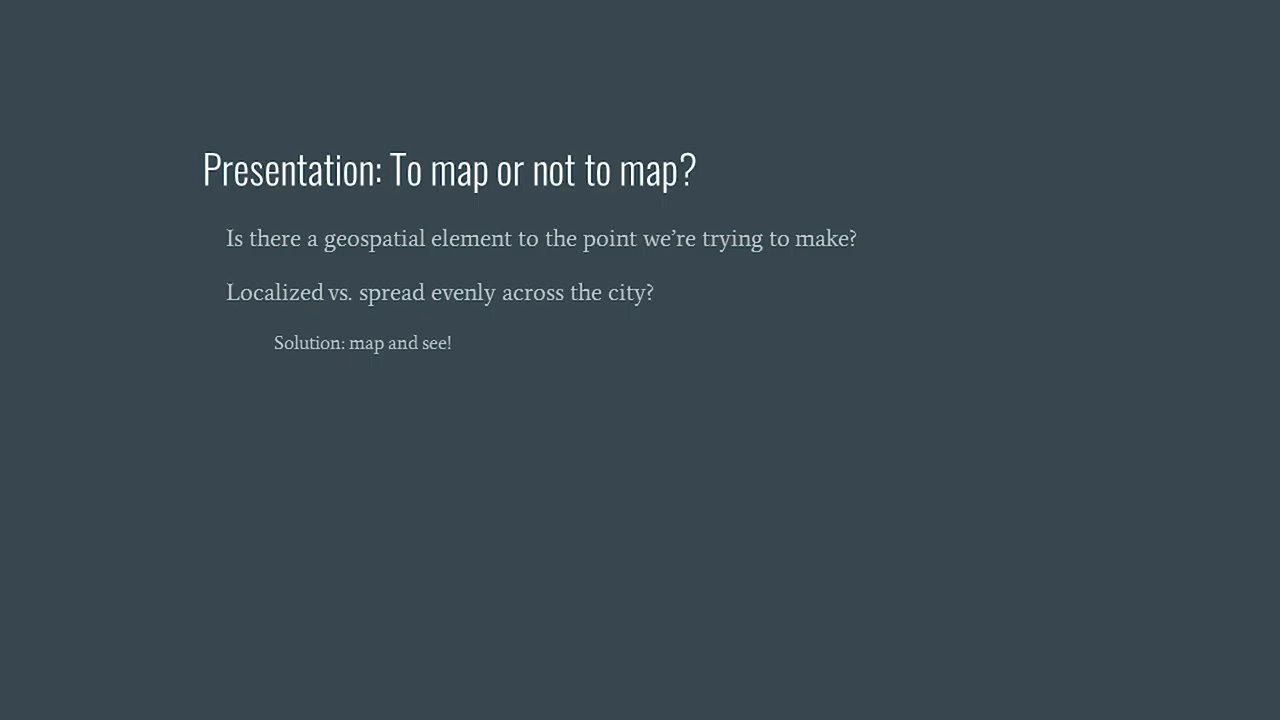 Presentation: To map or not to map?
Is there a geospatial element to the point we’re trying to make?
Localized vs. spread evenly across the city?
Solution: map and see!